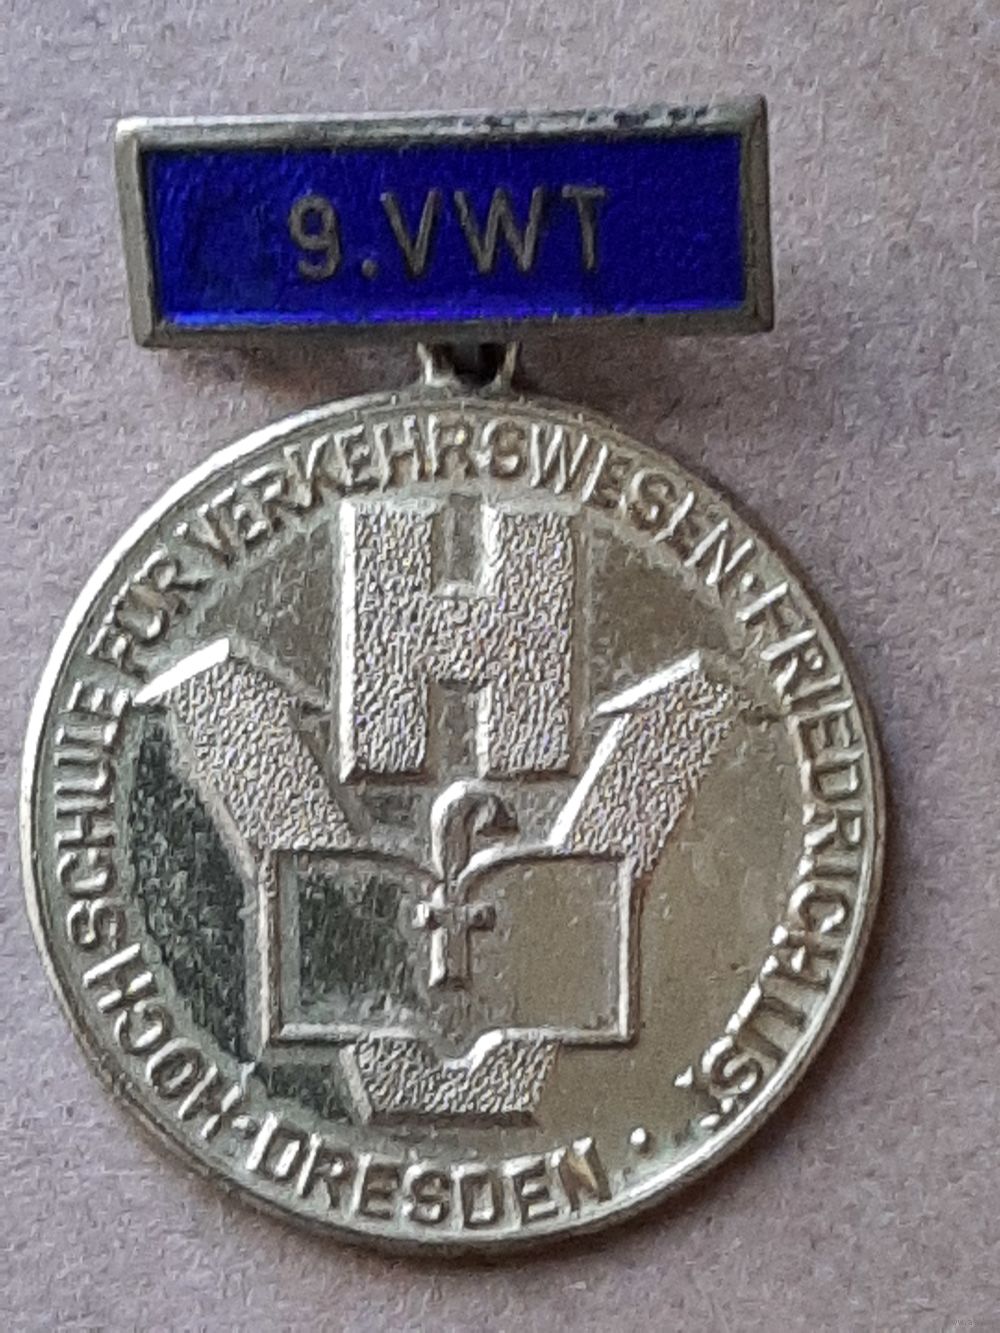 9.VWT
HOCHSCHULE FÜR VERKEHRSWESEN · FRIEDRICH LIST
· DRESDEN ·
H